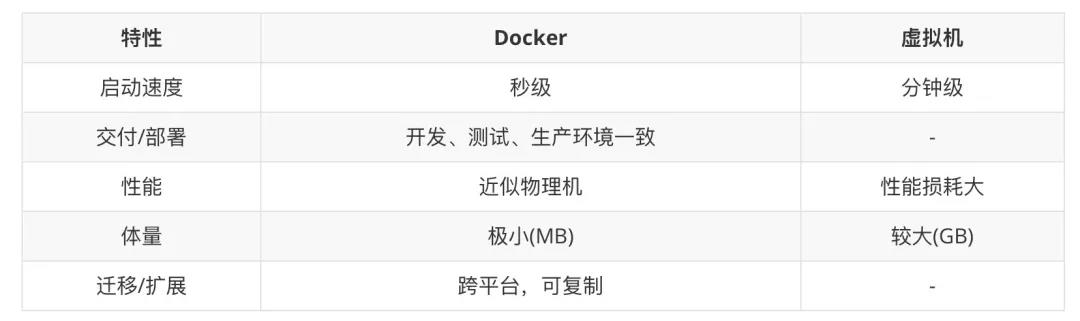 特性 Docker 虚拟机
启动速度 秒级 分钟级
交付/部署 开发、测试、生产环境一致 -
性能 近似物理机 性能损耗大
体量 极小(MB) 较大(GB)
迁移/扩展 跨平台，可复制 -